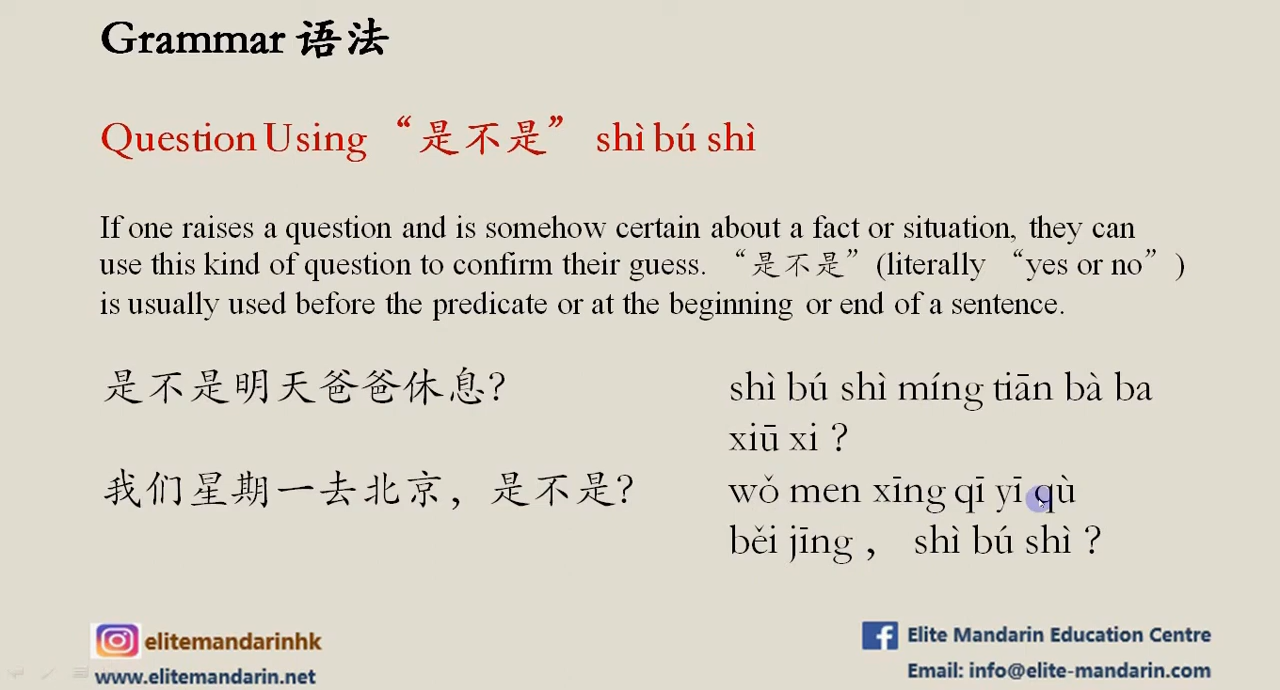 Grammar 语法
Question Using “是不是” shì bú shì
If one raises a question and is somehow certain about a fact or situation, they can
use this kind of question to confirm their guess. “是不是” (literally “yes or no”)
is usually used before the predicate or at the beginning or end of a sentence.
是不是明天爸爸休息?
shì bú shì míng tiān bà ba
xiū xi ?
我们星期一去北京，是不是?
wǒ men xīng qī yī qù
běi jīng ， shì bú shì ?
elitemandarinhk
www.elitemandarin.net
Elite Mandarin Education Centre
Email: info@elite-mandarin.com